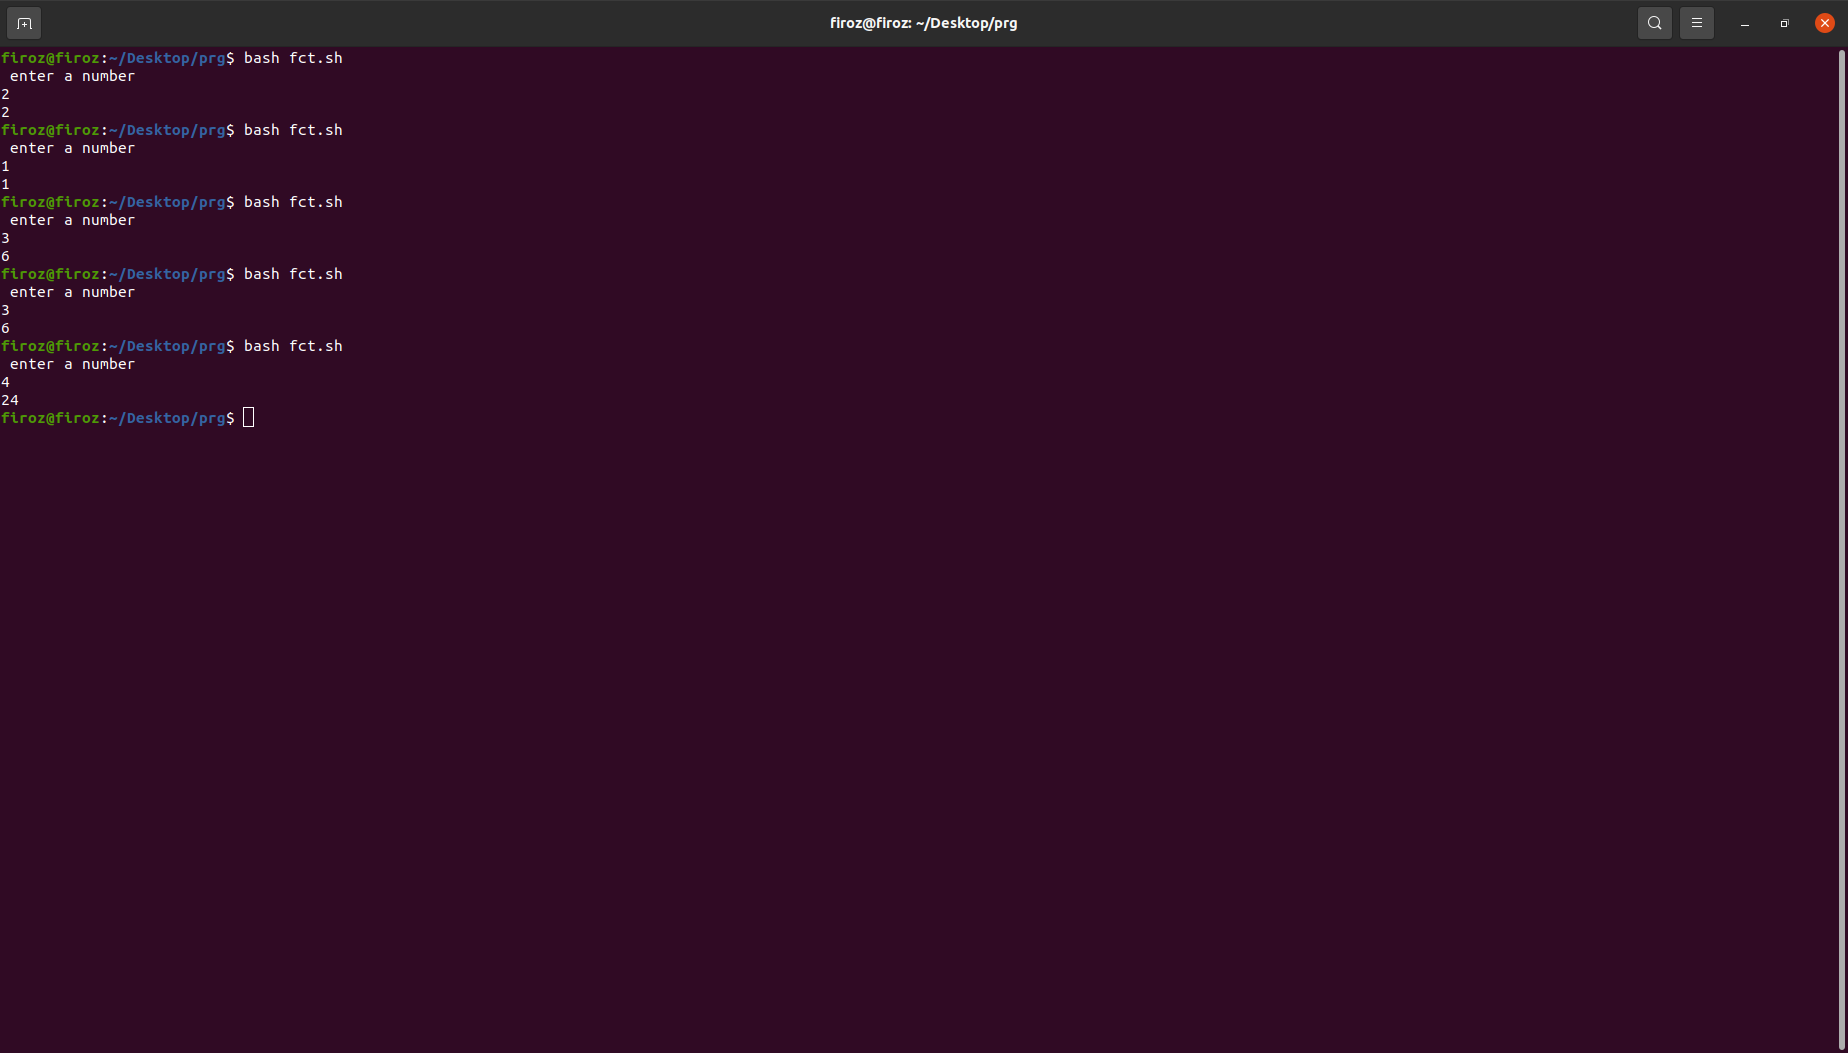 firoz@firoz: ~/Desktop/prg
firoz@firoz:~/Desktop/prg$ bash fct.sh
 enter a number
2
2
firoz@firoz:~/Desktop/prg$ bash fct.sh
 enter a number
1
1
firoz@firoz:~/Desktop/prg$ bash fct.sh
 enter a number
3
6
firoz@firoz:~/Desktop/prg$ bash fct.sh
 enter a number
3
6
firoz@firoz:~/Desktop/prg$ bash fct.sh
 enter a number
4
24
firoz@firoz:~/Desktop/prg$